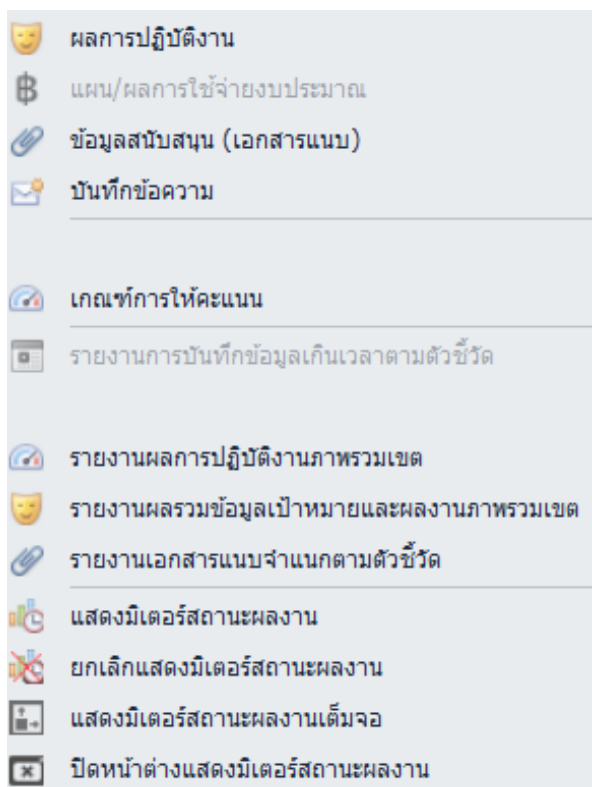 ผลการปฏิบัติงาน
แผน/ผลการใช้จ่ายงบประมาณ
ข้อมูลสนับสนุน (เอกสารแนบ)
บันทึกข้อความ
เกณฑ์การให้คะแนน
รายงานการบันทึกข้อมูลเกินเวลาตามตัวชี้วัด
รายงานผลการปฏิบัติงานภาพรวมเขต
รายงานผลรวมข้อมูลเป้าหมายและผลงานภาพรวมเขต
รายงานเอกสารแนบจำแนกตามตัวชี้วัด
แสดงมิเตอร์สถานะผลงาน
ยกเลิกแสดงมิเตอร์สถานะผลงาน
แสดงมิเตอร์สถานะผลงานเต็มจอ
ปิดหน้าต่างแสดงมิเตอร์สถานะผลงาน